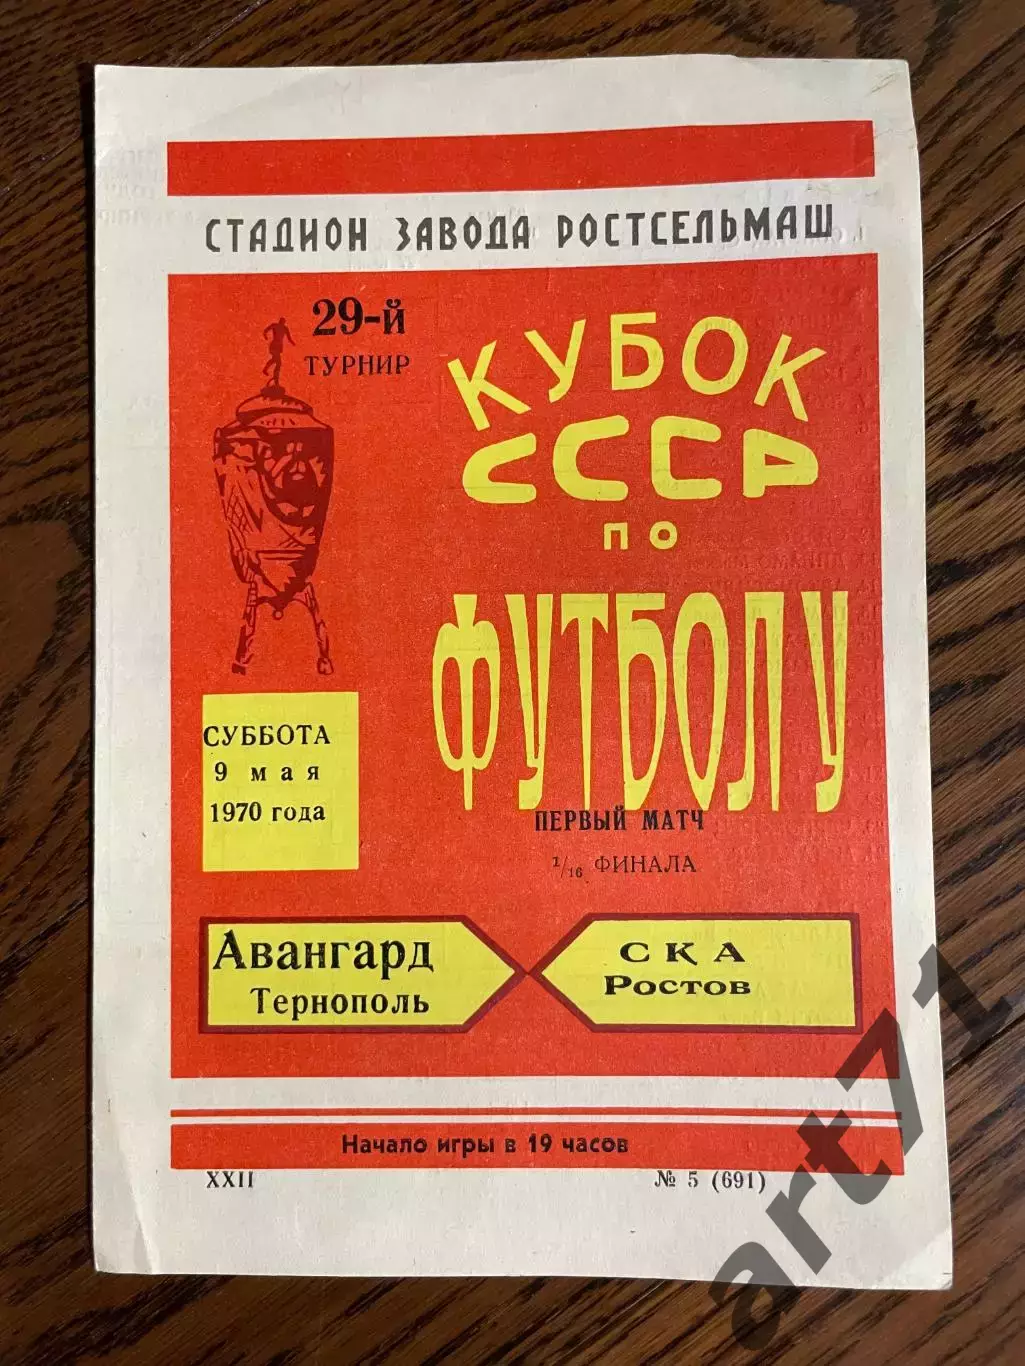 СТАДИОН ЗАВОДА РОСТСЕЛЬМАШ
29-й
ТУРНИР
КУБОК
СССР
ПО
ФУТБОЛУ
СУББОТА
9 мая
1970 года
ПЕРВЫЙ МАТЧ
1/16 ФИНАЛА
Авангард
Тернополь
СКА
Ростов
Начало игры в 19 часов
XXII
№ 5 (691)
art71